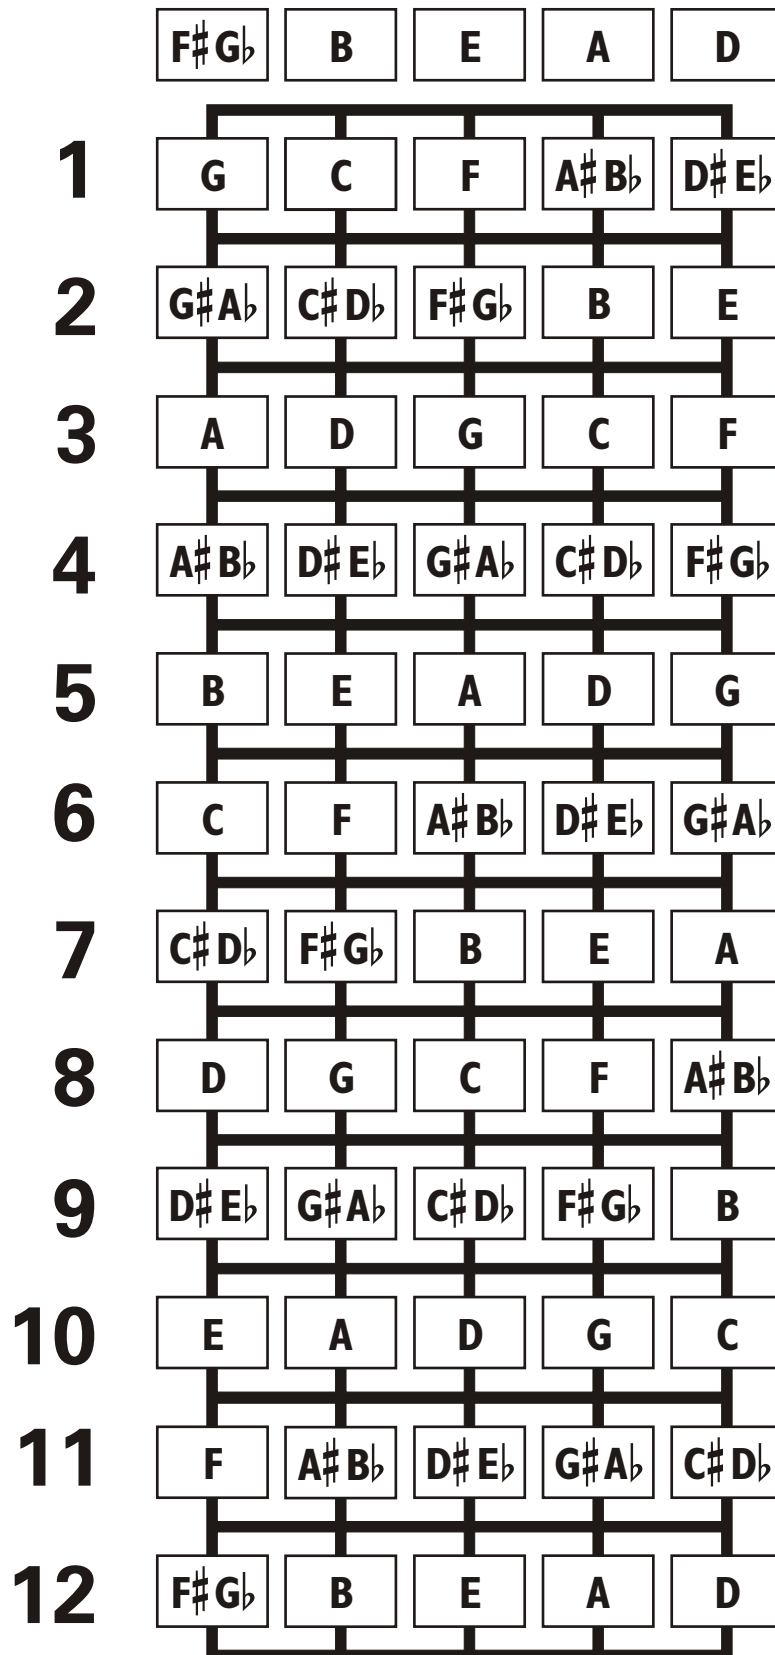 F♯G♭ B E A D
1 G C F A♯B♭ D♯E♭
2 G♯A♭ C♯D♭ F♯G♭ B E
3 A D G C F
4 A♯B♭ D♯E♭ G♯A♭ C♯D♭ F♯G♭
5 B E A D G
6 C F A♯B♭ D♯E♭ G♯A♭
7 C♯D♭ F♯G♭ B E A
8 D G C F A♯B♭
9 D♯E♭ G♯A♭ C♯D♭ F♯G♭ B
10 E A D G C
11 F A♯B♭ D♯E♭ G♯A♭ C♯D♭
12 F♯G♭ B E A D